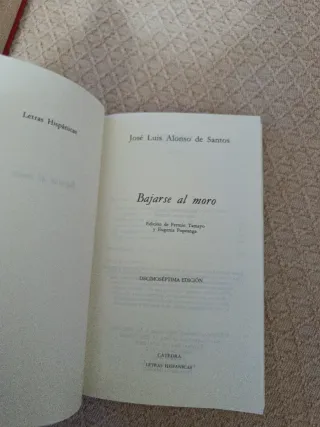 Letras Hispánicas
José Luis Alonso de Santos
Bajarse al moro
Edición de Fermín Tamayo
y Eugenia Popeanga
DECIMOSÉPTIMA EDICIÓN
CATEDRA
LETRAS HISPANICAS